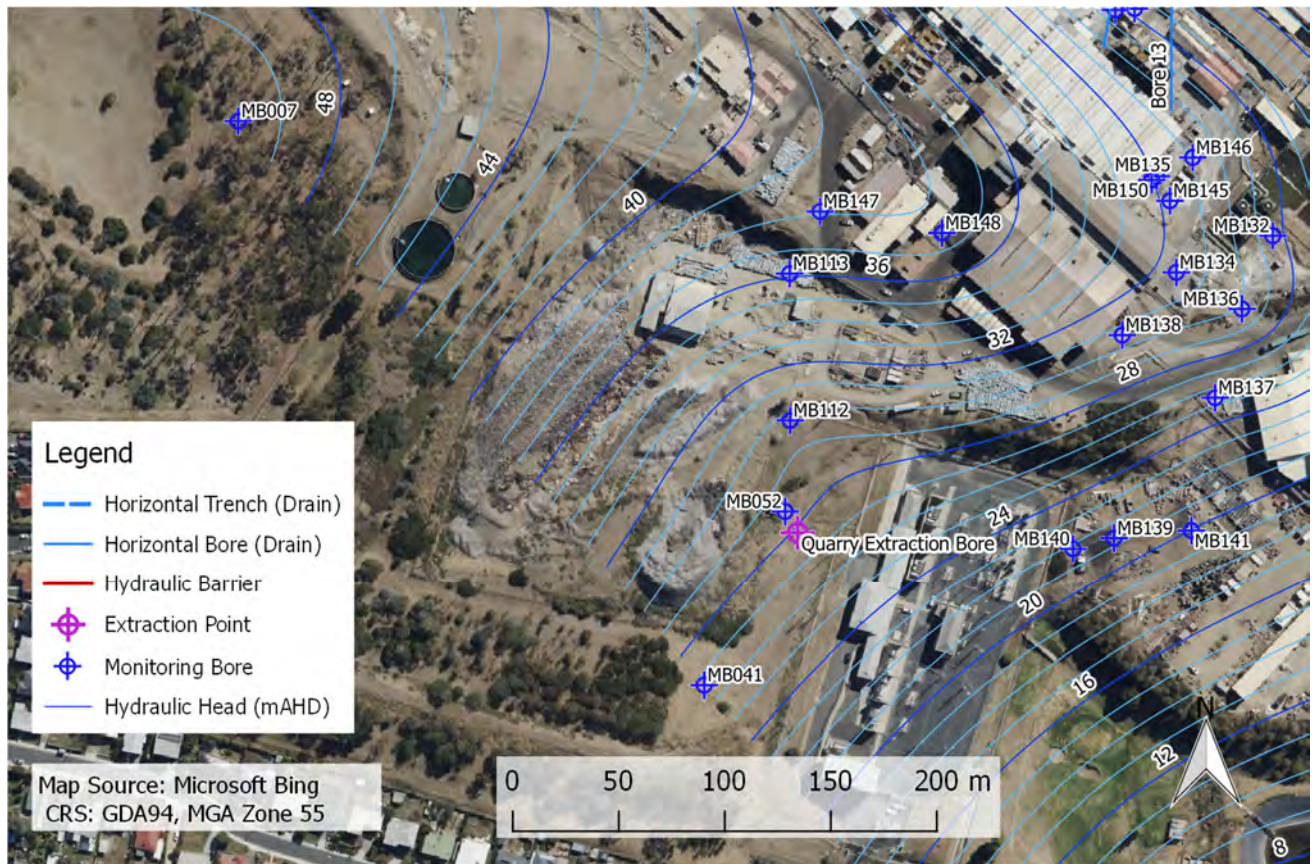 48
MB007
Bore 13
MB146
MB135
MB150
MB145
44
40
MB147
MB148
MB132
MB113
36
MB134
MB136
32
MB138
28
MB137
MB112
MB052
24
Quarry Extraction Bore
MB140
MB139
MB141
20
MB041
16
12
8
N
Legend
Horizontal Trench (Drain)
Horizontal Bore (Drain)
Hydraulic Barrier
Extraction Point
Monitoring Bore
Hydraulic Head (mAHD)
Map Source: Microsoft Bing
CRS: GDA94, MGA Zone 55
0 50 100 150 200 m